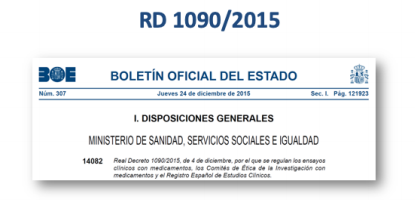 RD 1090/2015
BOE
BOLETÍN OFICIAL DEL ESTADO
Núm. 307 Jueves 24 de diciembre de 2015 Sec. I. Pág. 121923
I. DISPOSICIONES GENERALES
MINISTERIO DE SANIDAD, SERVICIOS SOCIALES E IGUALDAD
14082 Real Decreto 1090/2015, de 4 de diciembre, por el que se regulan los ensayos
clínicos con medicamentos, los Comités de Ética de la Investigación con
medicamentos y el Registro Español de Estudios Clínicos.